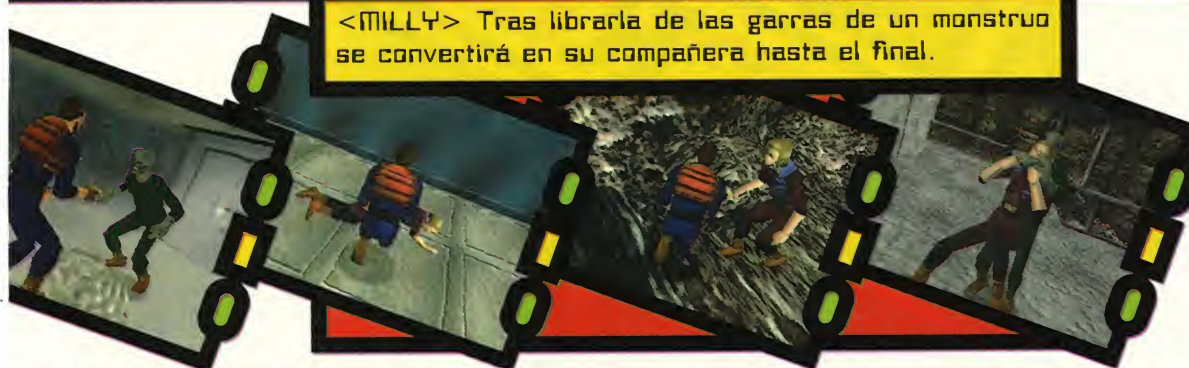 <MILLY> Tras librarla de las garras de un monstruo
se convertirá en su compañera hasta el final.